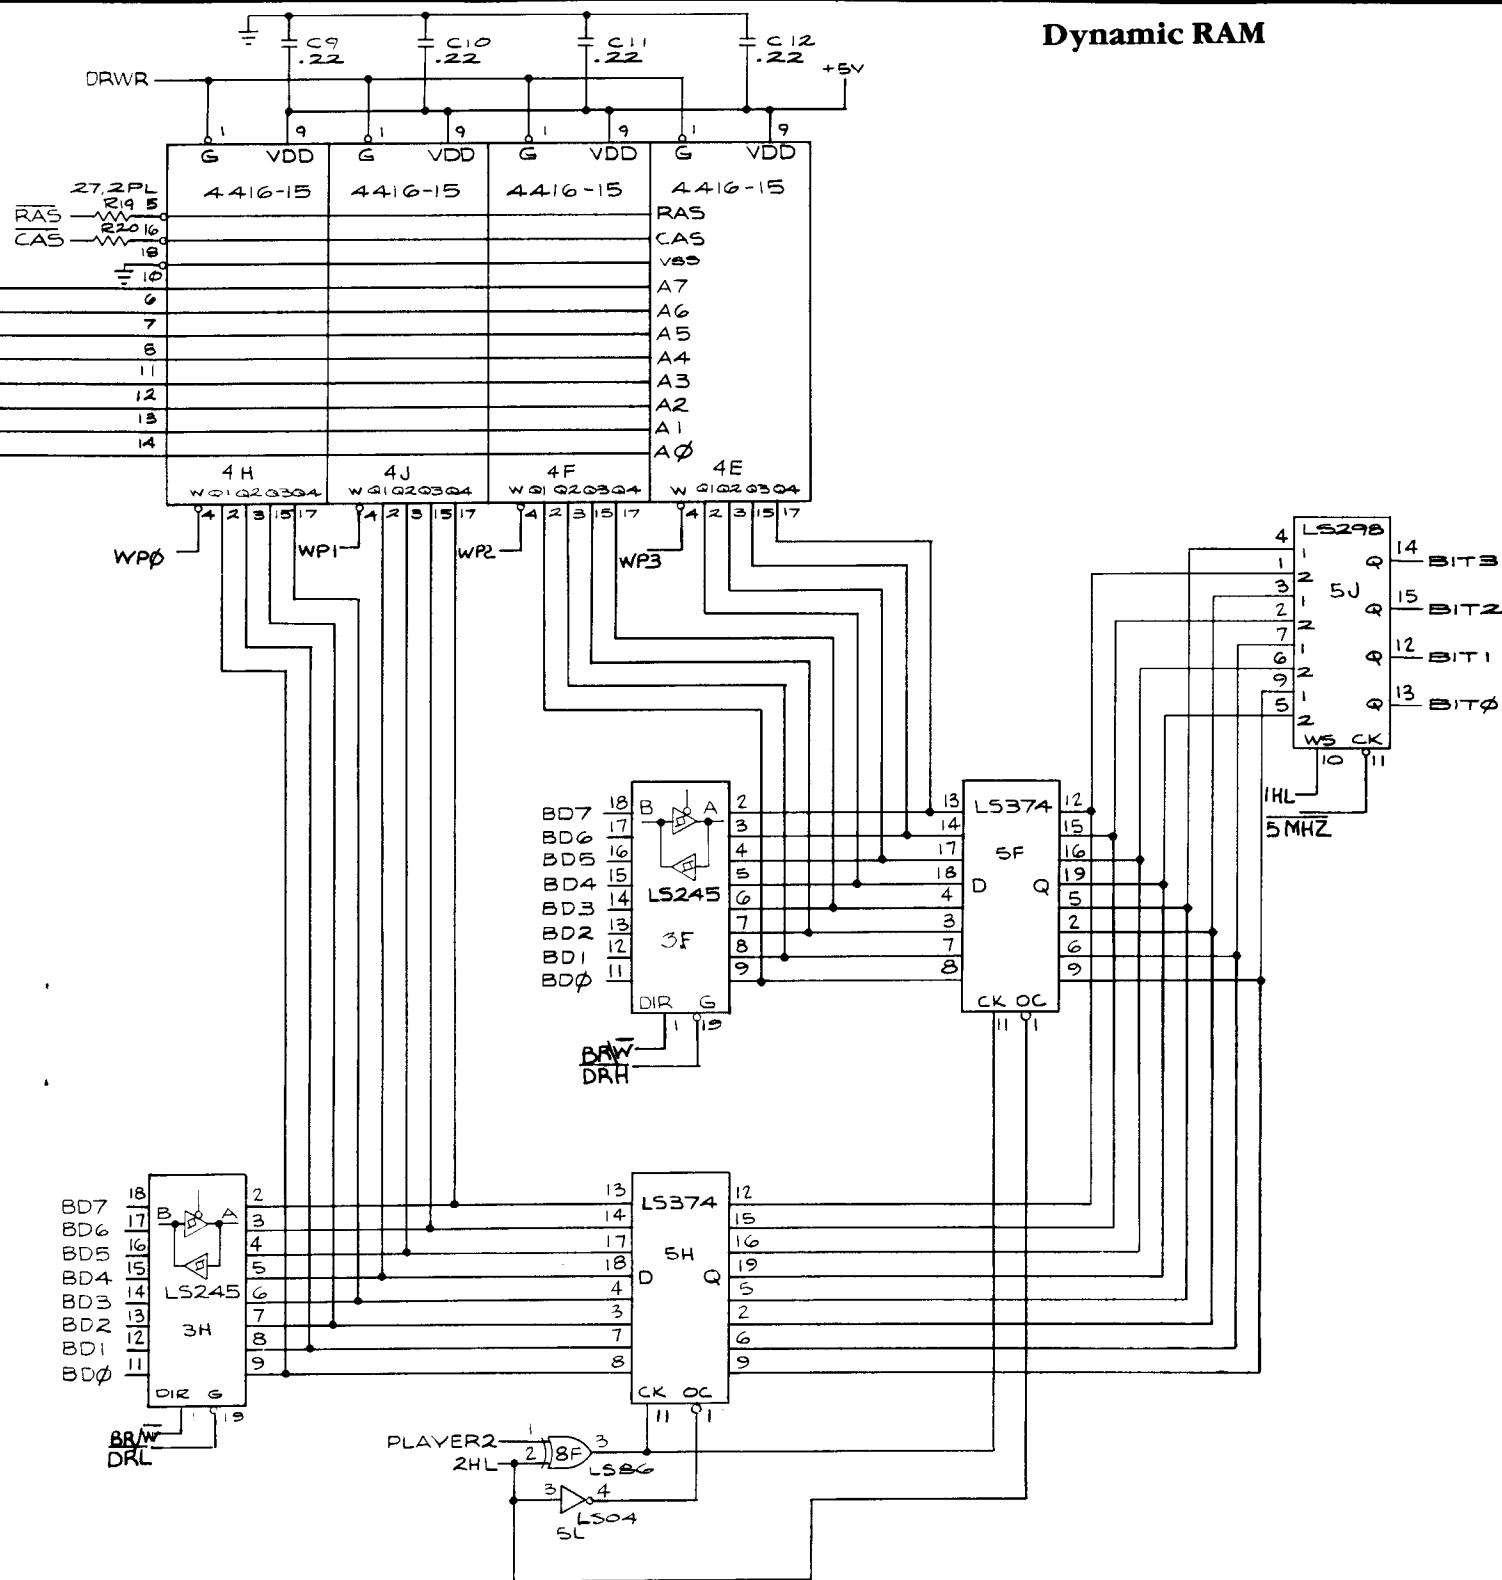 Dynamic RAM
C9 .22
C10 .22
C11 .22
C12 .22
+5V
DRWR
1 9 1 9 1 9 1 9
G VDD G VDD G VDD G VDD
4416-15 4416-15 4416-15 4416-15
27, 2PL
RAS R19 5 RAS
CAS R20 16 CAS
18 VSS
10 A7
6 A6
7 A5
8 A4
11 A3
12 A2
13 A1
14 AØ
4H 4J 4F 4E
W Q1 Q2 Q3 Q4 W Q1 Q2 Q3 Q4 W Q1 Q2 Q3 Q4 W Q1 Q2 Q3 Q4
4 2 3 15 17 4 2 3 15 17 4 2 3 15 17 4 2 3 15 17
WPØ WP1 WP2 WP3
LS298
5J
4 1 Q 14 BIT3
1 2
3 1 Q 15 BIT2
2 2
7 1 Q 12 BIT1
6 2
9 1 Q 13 BITØ
5 2
WS CK
10 11
1HL
5MHZ
BD7 18 B A 2
BD6 17 3
BD5 16 4
BD4 15 5
BD3 14 6
BD2 13 7
BD1 12 8
BDØ 11 9
LS245
3F
DIR G
1 19
BR/W
DRH
LS374
5F
13 12
14 15
17 16
18 D Q 19
4 5
3 2
7 6
8 9
CK OC
11 1
BD7 18 B A 2
BD6 17 3
BD5 16 4
BD4 15 5
BD3 14 6
BD2 13 7
BD1 12 8
BDØ 11 9
LS245
3H
DIR G
1 19
BR/W
DRL
LS374
5H
13 12
14 15
17 16
18 D Q 19
4 5
3 2
7 6
8 9
CK OC
11 1
PLAYER2 1
2HL 2 8F 3
LS86
3 4
LS04
5L